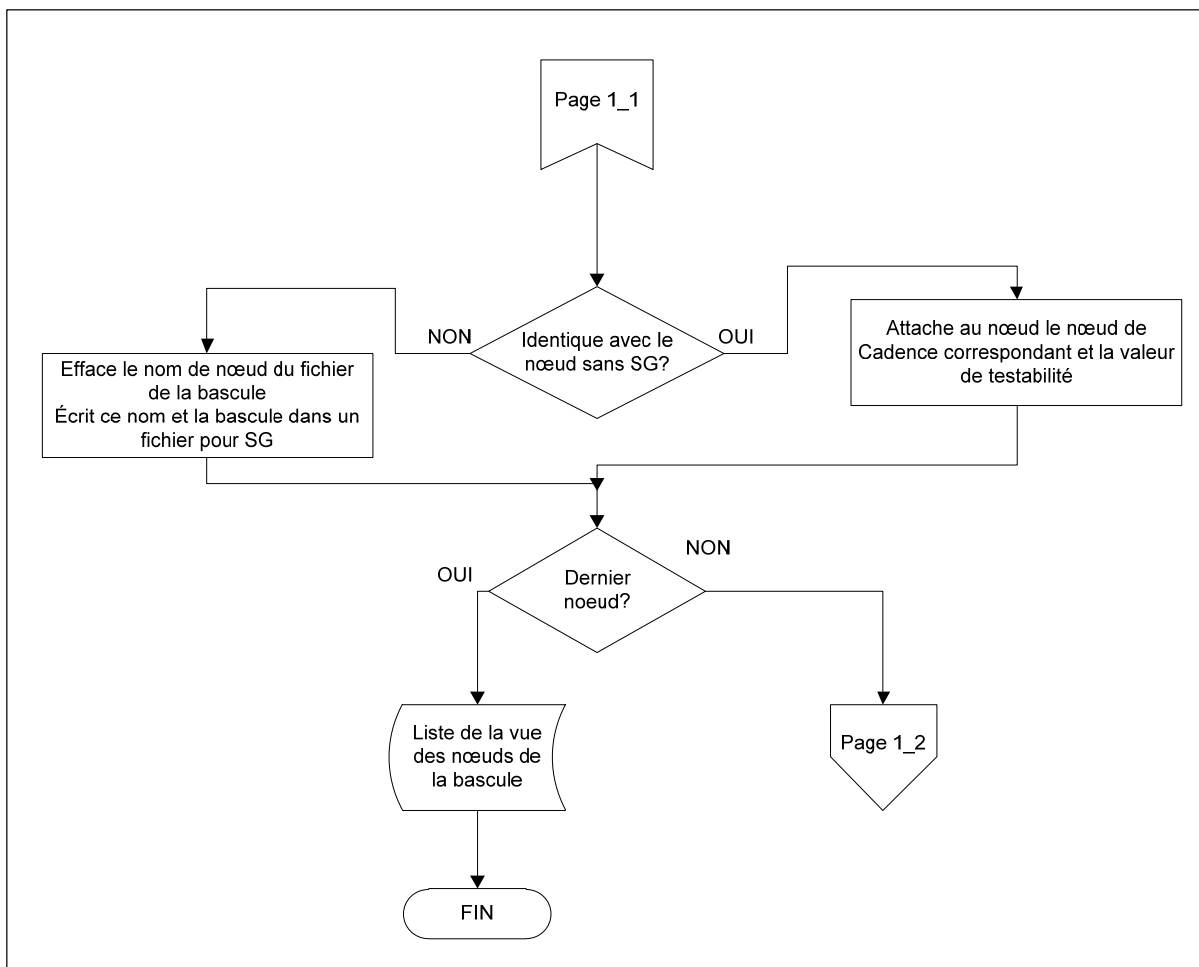 Page 1_1
NON
Identique avec le
nœud sans SG?
OUI
Attache au nœud le nœud de
Cadence correspondant et la valeur
de testabilité
Efface le nom de nœud du fichier
de la bascule
Écrit ce nom et la bascule dans un
fichier pour SG
OUI
Dernier
noeud?
NON
Liste de la vue
des nœuds de
la bascule
Page 1_2
FIN